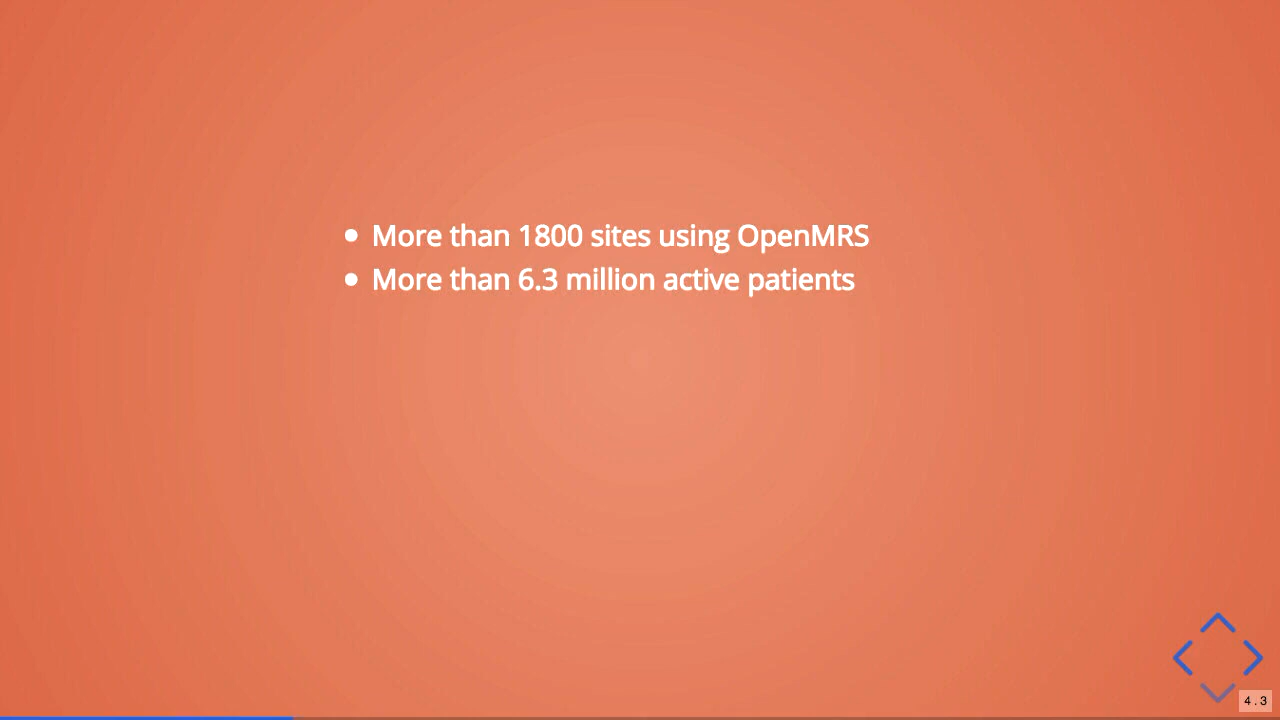 • More than 1800 sites using OpenMRS
• More than 6.3 million active patients
4.3